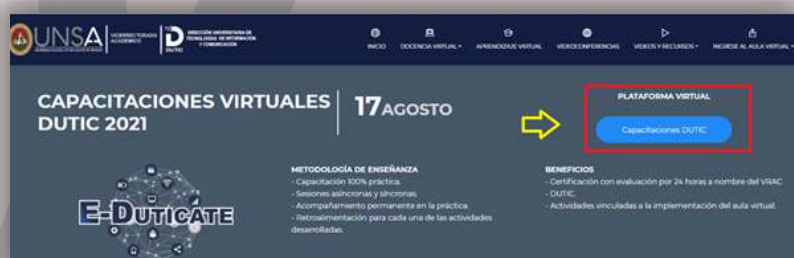 UNSA
VICERRECTORADO
ACADÉMICO
DUTIC
DIRECCIÓN UNIVERSITARIA DE
TECNOLOGÍAS DE INFORMACIÓN
Y COMUNICACIÓN
INICIO
DOCENCIA VIRTUAL
APRENDIZAJE VIRTUAL
VIDEOCONFERENCIAS
VIDEOS Y RECURSOS
INGRESE AL AULA VIRTUAL
CAPACITACIONES VIRTUALES
DUTIC 2021
17 AGOSTO
PLATAFORMA VIRTUAL
Capacitaciones DUTIC
E-DUTICATE
METODOLOGÍA DE ENSEÑANZA
- Capacitación 100% práctica.
- Sesiones asíncronas y síncronas.
- Acompañamiento permanente en la práctica.
- Retroalimentación para cada una de las actividades
desarrolladas.
BENEFICIOS
- Certificación con evaluación por 24 horas a nombre del VRAC
- DUTIC.
- Actividades vinculadas a la implementación del aula virtual.